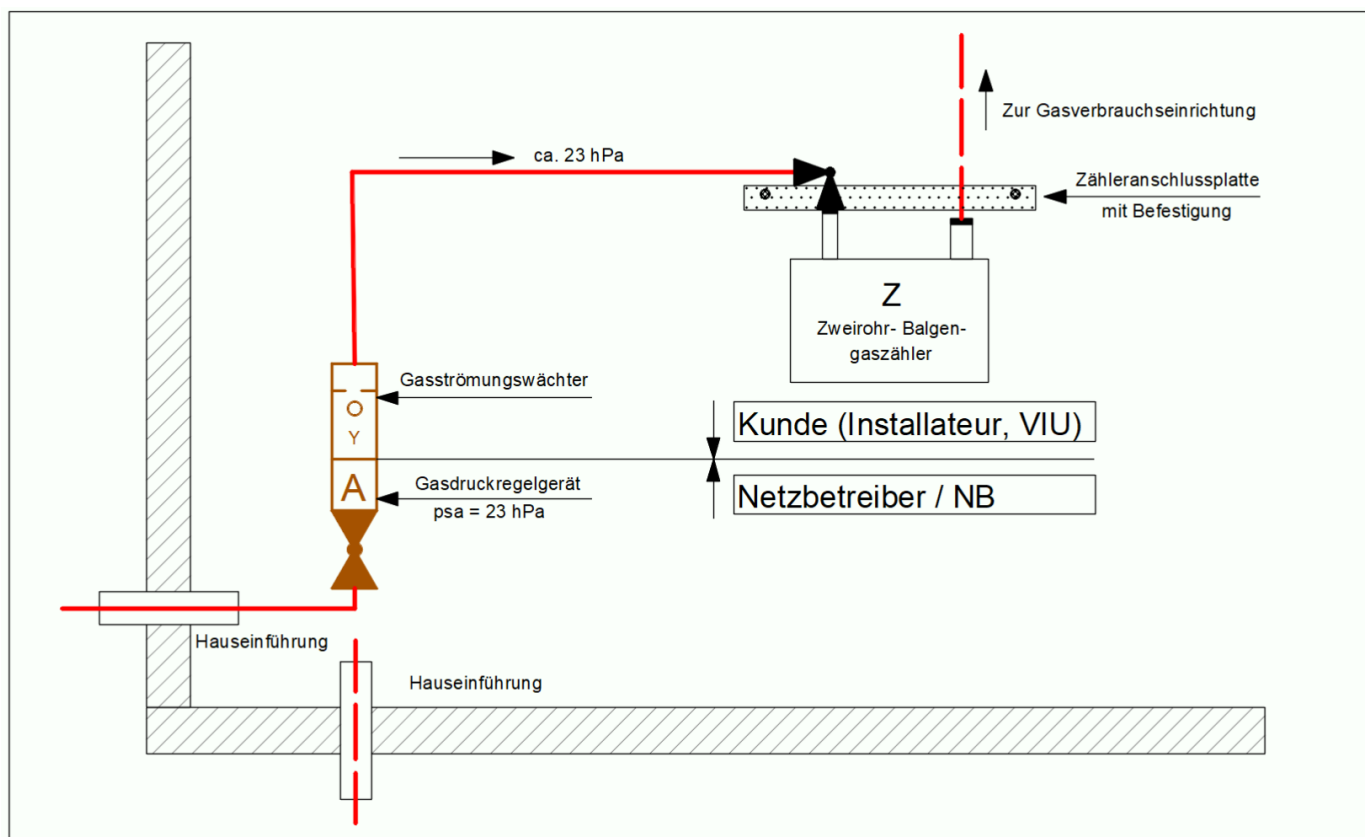 Zur Gasverbrauchseinrichtung
ca. 23 hPa
Zähleranschlussplatte
mit Befestigung
Z
Zweirohr- Balgen-
gaszähler
Gasströmungswächter
O
Y
Kunde (Installateur, VIU)
A
Gasdruckregelgerät
psa = 23 hPa
Netzbetreiber / NB
Hauseinführung
Hauseinführung